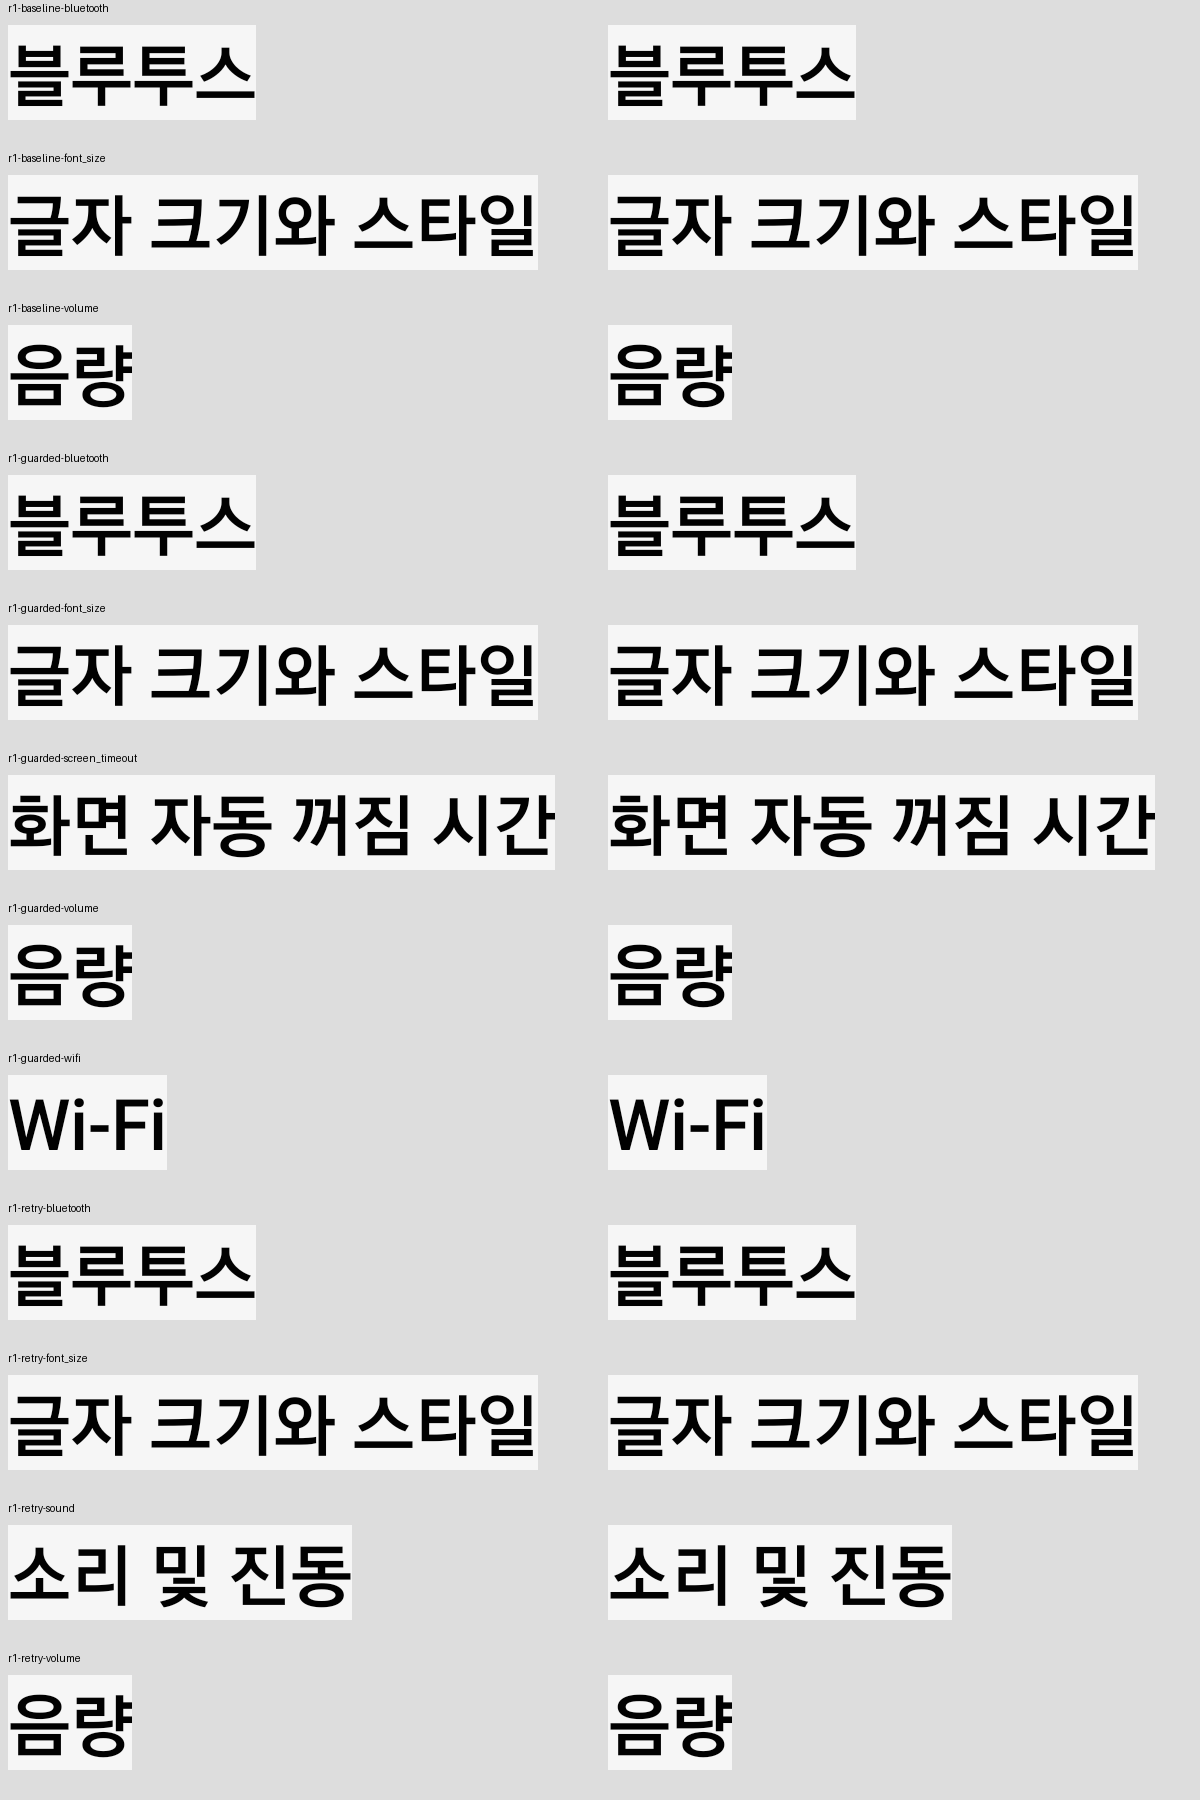 r1-baseline-bluetooth
블루투스 블루투스
r1-baseline-font_size
글자 크기와 스타일 글자 크기와 스타일
r1-baseline-volume
음량 음량
r1-guarded-bluetooth
블루투스 블루투스
r1-guarded-font_size
글자 크기와 스타일 글자 크기와 스타일
r1-guarded-screen_timeout
화면 자동 꺼짐 시간 화면 자동 꺼짐 시간
r1-guarded-volume
음량 음량
r1-guarded-wifi
Wi-Fi Wi-Fi
r1-retry-bluetooth
블루투스 블루투스
r1-retry-font_size
글자 크기와 스타일 글자 크기와 스타일
r1-retry-sound
소리 및 진동 소리 및 진동
r1-retry-volume
음량 음량